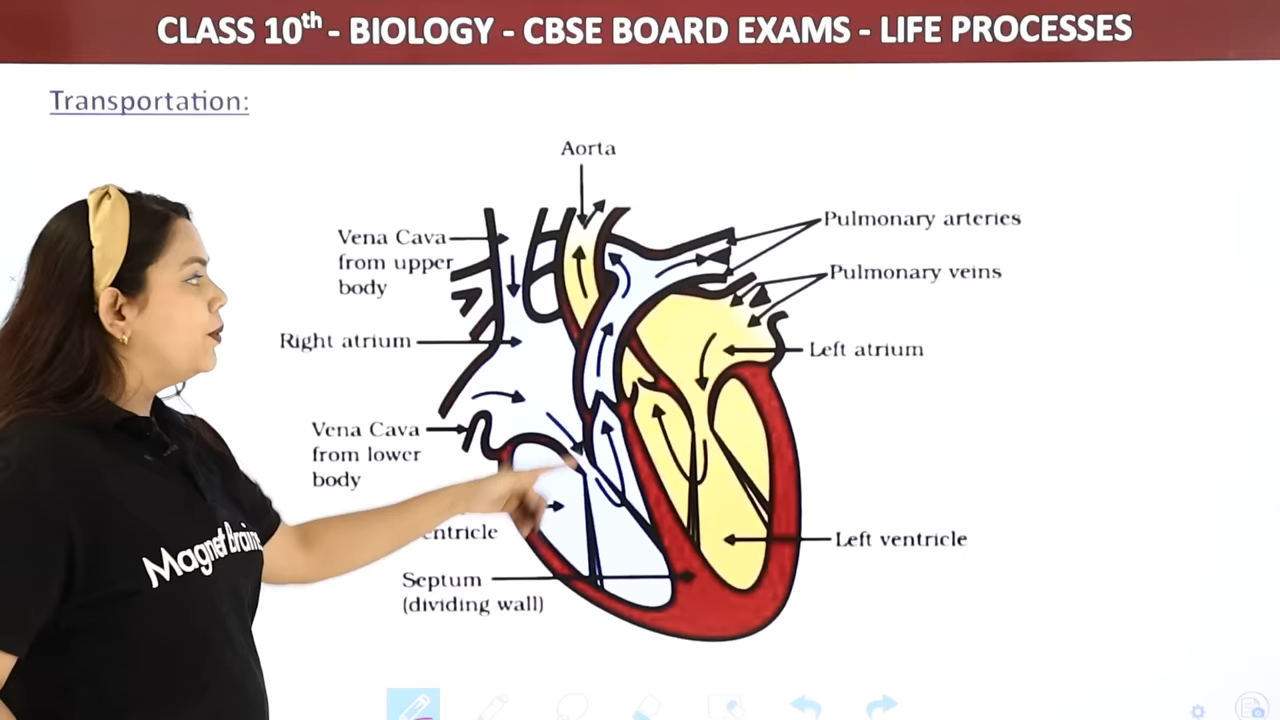 CLASS 10th - BIOLOGY - CBSE BOARD EXAMS - LIFE PROCESSES
Transportation:
Aorta
Pulmonary arteries
Vena Cava
from upper
body
Pulmonary veins
Right atrium
Left atrium
Vena Cava
from lower
body
entricle
Left ventricle
Septum
(dividing wall)
Magnet Brains